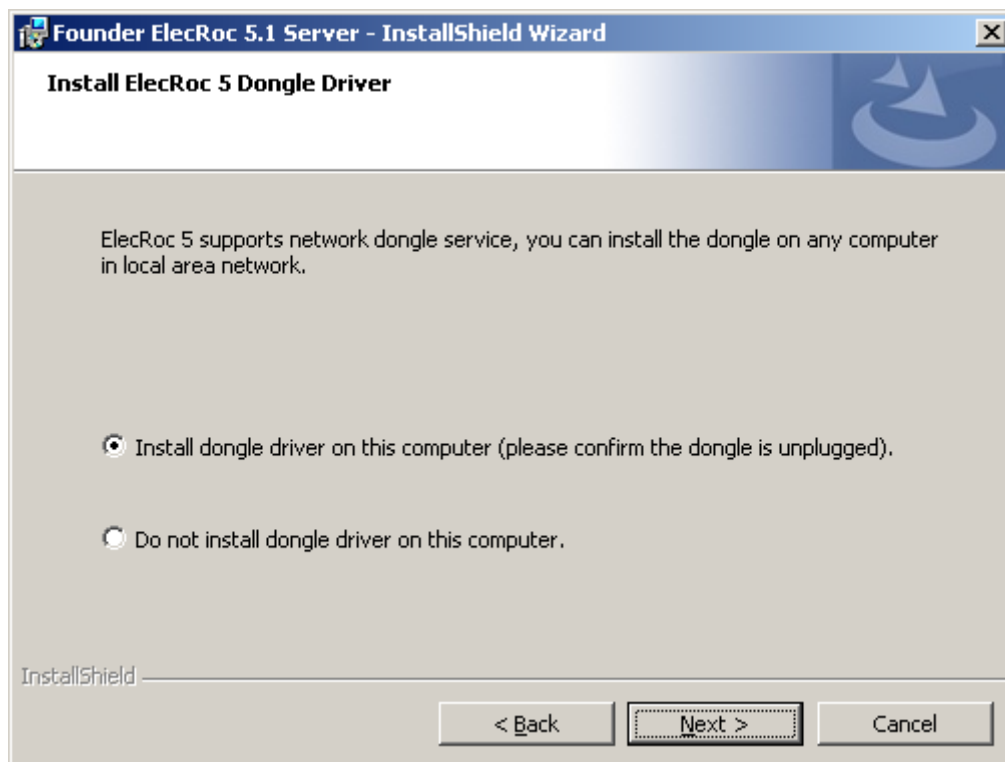 Founder ElecRoc 5.1 Server - InstallShield Wizard
Install ElecRoc 5 Dongle Driver
ElecRoc 5 supports network dongle service, you can install the dongle on any computer
in local area network.
Install dongle driver on this computer (please confirm the dongle is unplugged).
Do not install dongle driver on this computer.
InstallShield
< Back
Next >
Cancel